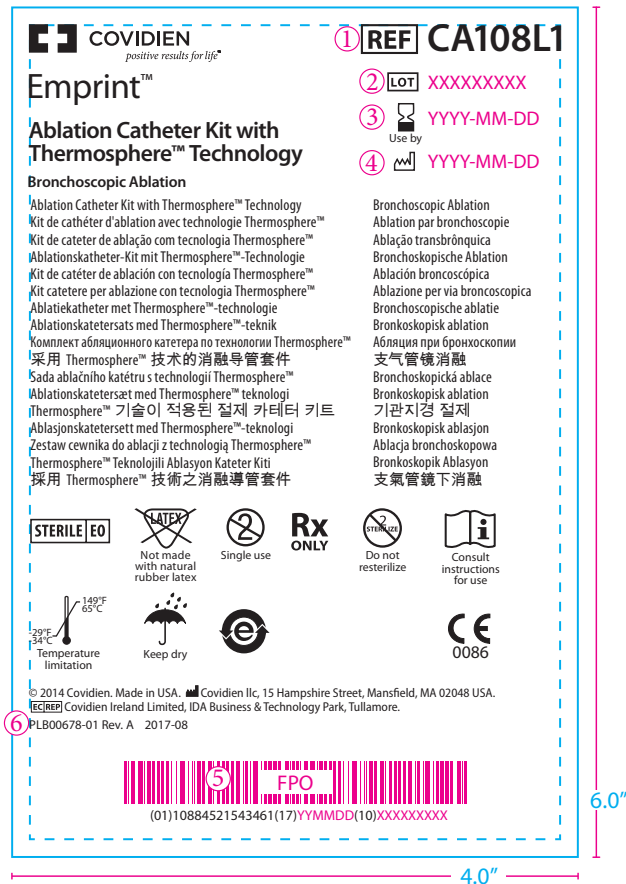 COVIDIEN
positive results for life™
① REF CA108L1
Emprint™
② LOT XXXXXXXXX
③ YYYY-MM-DD
Use by
Ablation Catheter Kit with
Thermosphere™ Technology
④ YYYY-MM-DD
Bronchoscopic Ablation
Ablation Catheter Kit with Thermosphere™ Technology Bronchoscopic Ablation
Kit de cathéter d'ablation avec technologie Thermosphere™ Ablation par bronchoscopie
Kit de cateter de ablação com tecnologia Thermosphere™ Ablação transbrônquica
Ablationskatheter-Kit mit Thermosphere™-Technologie Bronchoskopische Ablation
Kit de catéter de ablación con tecnología Thermosphere™ Ablación broncoscópica
Kit catetere per ablazione con tecnologia Thermosphere™ Ablazione per via broncoscopica
Ablatiekatheter met Thermosphere™-technologie Bronchoscopische ablatie
Ablationskatetersats med Thermosphere™-teknik Bronkoskopisk ablation
Комплект абляционного катетера по технологии Thermosphere™ Абляция при бронхоскопии
采用 Thermosphere™ 技术的消融导管套件 支气管镜消融
Sada ablačního katétru s technologií Thermosphere™ Bronchoskopická ablace
Ablationskatetersæt med Thermosphere™ teknologi Bronkoskopisk ablation
Thermosphere™ 기술이 적용된 절제 카테터 키트 기관지경 절제
Ablasjonskatetersett med Thermosphere™-teknologi Bronkoskopisk ablasjon
Zestaw cewnika do ablacji z technologią Thermosphere™ Ablacja bronchoskopowa
Thermosphere™ Teknolojili Ablasyon Kateter Kiti Bronkoskopik Ablasyon
採用 Thermosphere™ 技術之消融導管套件 支氣管鏡下消融
STERILE EO
LATEX
Not made
with natural
rubber latex
2
Single use
Rx
ONLY
2
STERILIZE
Do not
resterilize
i
Consult
instructions
for use
149°F
65°C
-29°F
-34°C
Temperature
limitation
Keep dry
e
CE
0086
© 2014 Covidien. Made in USA. Covidien llc, 15 Hampshire Street, Mansfield, MA 02048 USA.
EC REP Covidien Ireland Limited, IDA Business & Technology Park, Tullamore.
⑥ PLB00678-01 Rev. A 2017-08
⑤ FPO
(01)10884521543461(17)YYMMDD(10)XXXXXXXXX
6.0"
4.0"